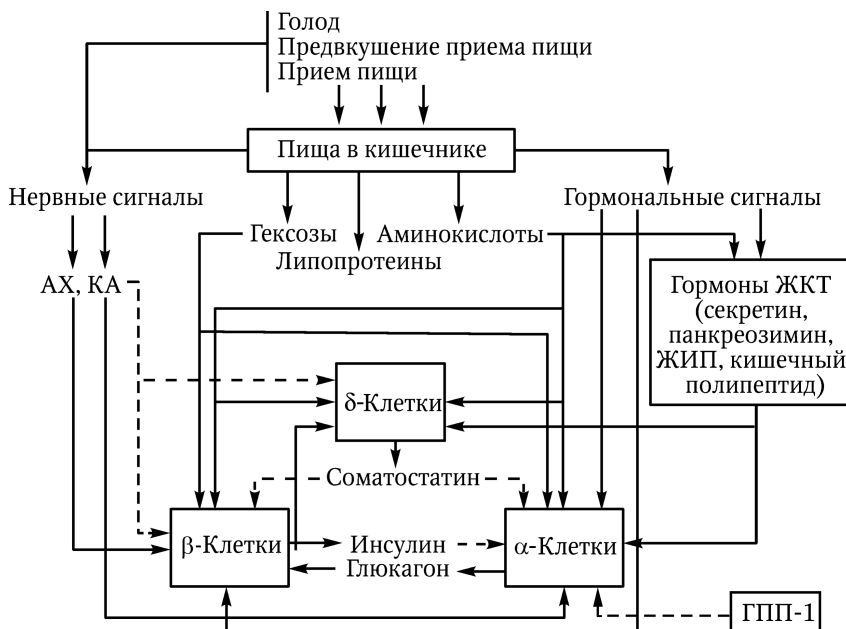 Голод
Предвкушение приема пищи
Прием пищи
Пища в кишечнике
Нервные сигналы
Гормональные сигналы
Гексозы
Аминокислоты
Липопротеины
АХ, КА
Гормоны ЖКТ
(секретин,
панкреозимин,
ЖИП, кишечный
полипептид)
δ-Клетки
Соматостатин
β-Клетки
Инсулин
α-Клетки
Глюкагон
ГПП-1